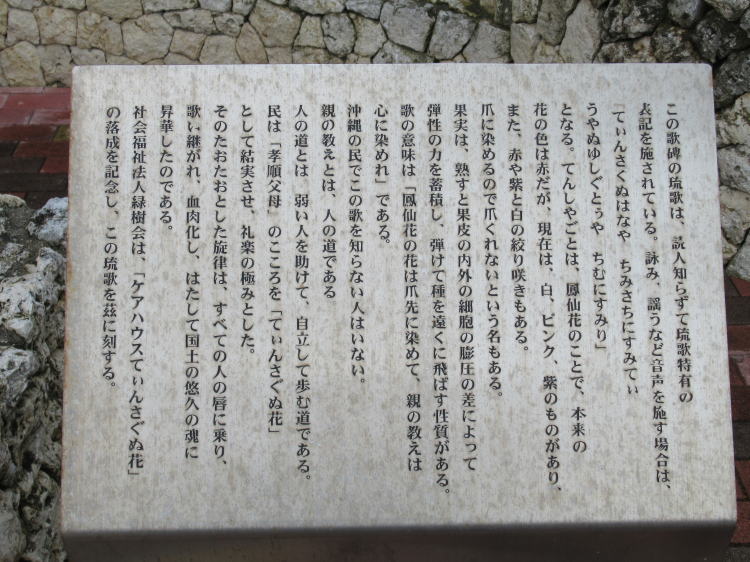 この歌碑の琉歌は、読人知らずで琉歌特有の
表記を施されている。詠み、謡うなど音声を施す場合は、
「てぃんさくぬはなや　ちみさちにすみてぃ
うやぬゆしぐとぅや　ちむにすみり」
となる。てんしやごとは、鳳仙花のことで、本来の
花の色は赤だが、現在は、白、ピンク、紫のものがあり、
また、赤や紫と白の絞り咲きもある。
爪に染めるので爪くれないという名もある。
果実は、熟すと果皮の内外の細胞の膨圧の差によって
弾性の力を蓄積し、弾けて種を遠くに飛ばす性質がある。
歌の意味は「鳳仙花の花は爪先に染めて、親の教えは
心に染めれ」である。
沖縄の民でこの歌を知らない人はいない。
親の教えとは、人の道である
人の道とは、弱い人を助けて、自立して歩む道である。
民は「孝順父母」のこころを「てぃんさぐぬ花」
として結実させ、礼楽の極みとした。
そのたおたおとした旋律は、すべての人の唇に乗り、
歌い継がれ、血肉化し、はたして国土の悠久の魂に
昇華したのである。
社会福祉法人緑樹会は、「ケアハウスてぃんさぐぬ花」
の落成を記念し、この琉歌を茲に刻する。